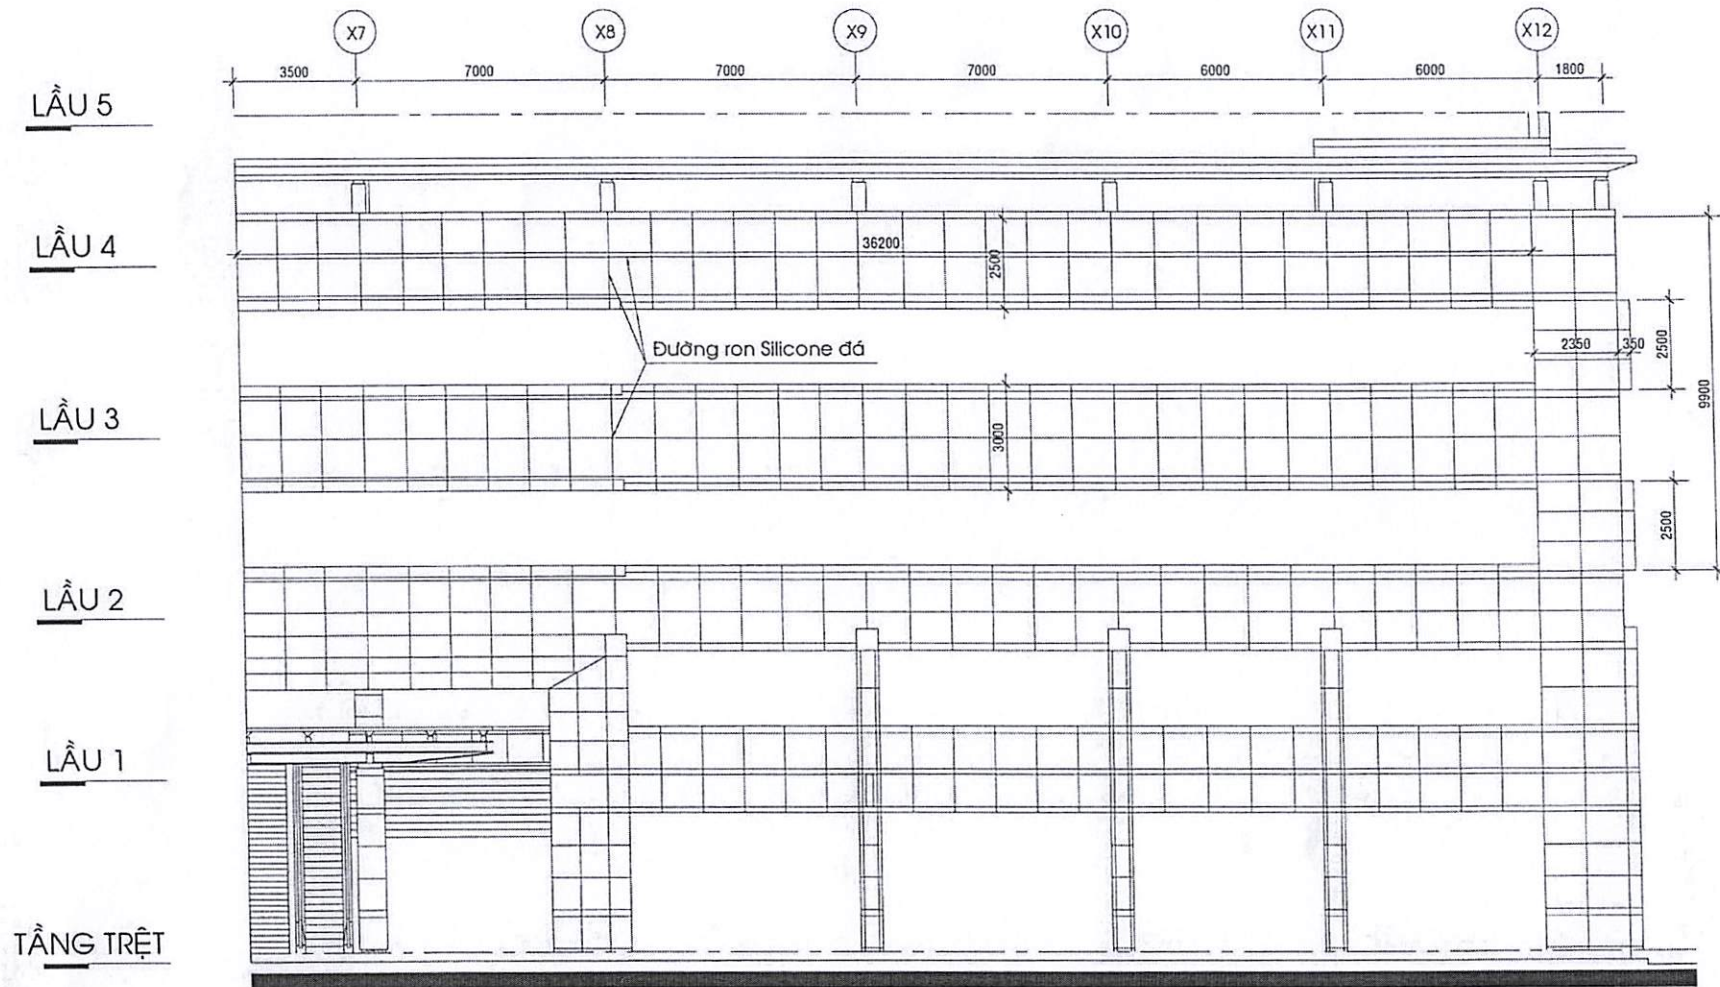 X7 X8 X9 X10 X11 X12
3500 7000 7000 7000 6000 6000 1800
LẦU 5
LẦU 4
36200
2500
Đường ron Silicone đá
2350 350
2500
9900
LẦU 3
3000
2500
LẦU 2
LẦU 1
TẦNG TRỆT